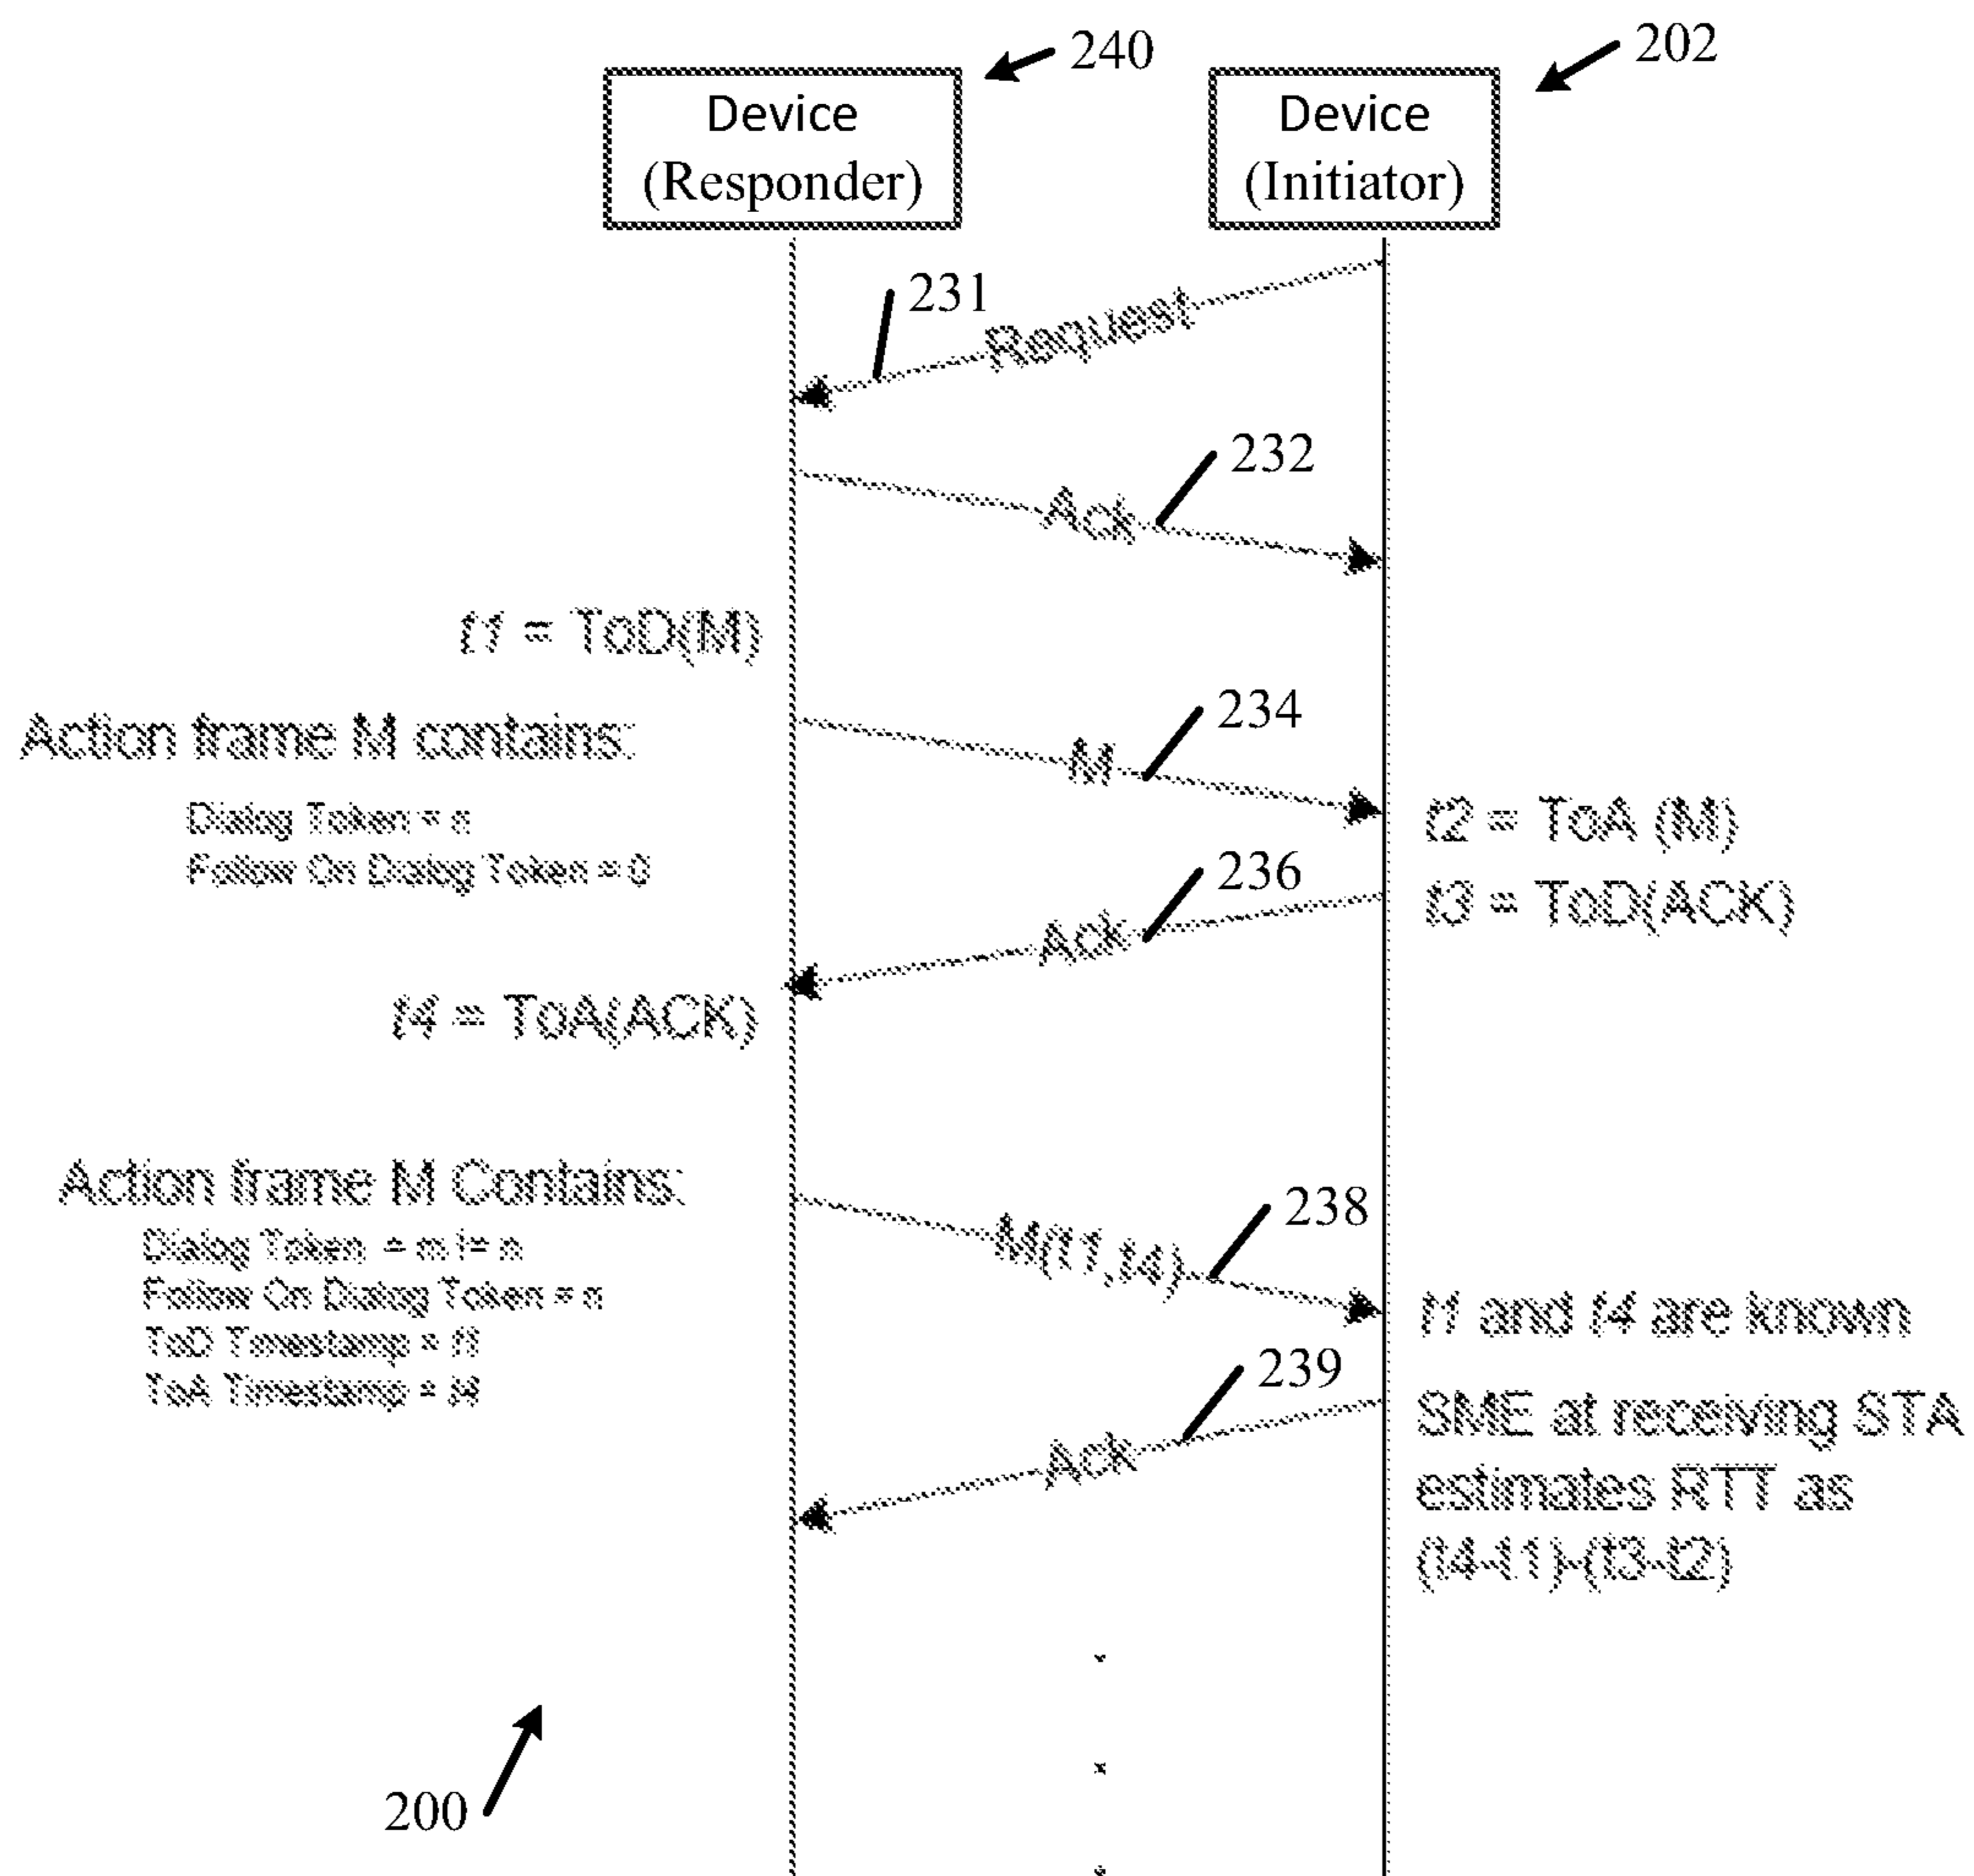 240
202
Device
(Responder)
Device
(Initiator)
231
Request
232
Ack
t1 = ToD(M)
234
Action frame M contains:
M
Dialog Token = n
t2 = ToA (M)
Follow On Dialog Token = 0
236
t3 = ToD(ACK)
Ack
t4 = ToA(ACK)
Action frame M Contains:
238
Dialog Token = m != n
M(t1,t4)
Follow On Dialog Token = n
t1 and t4 are known
ToD Timestamp = t1
239
ToA Timestamp = t4
SME at receiving STA
Ack
estimates RTT as
(t4-t1)-(t3-t2)
200